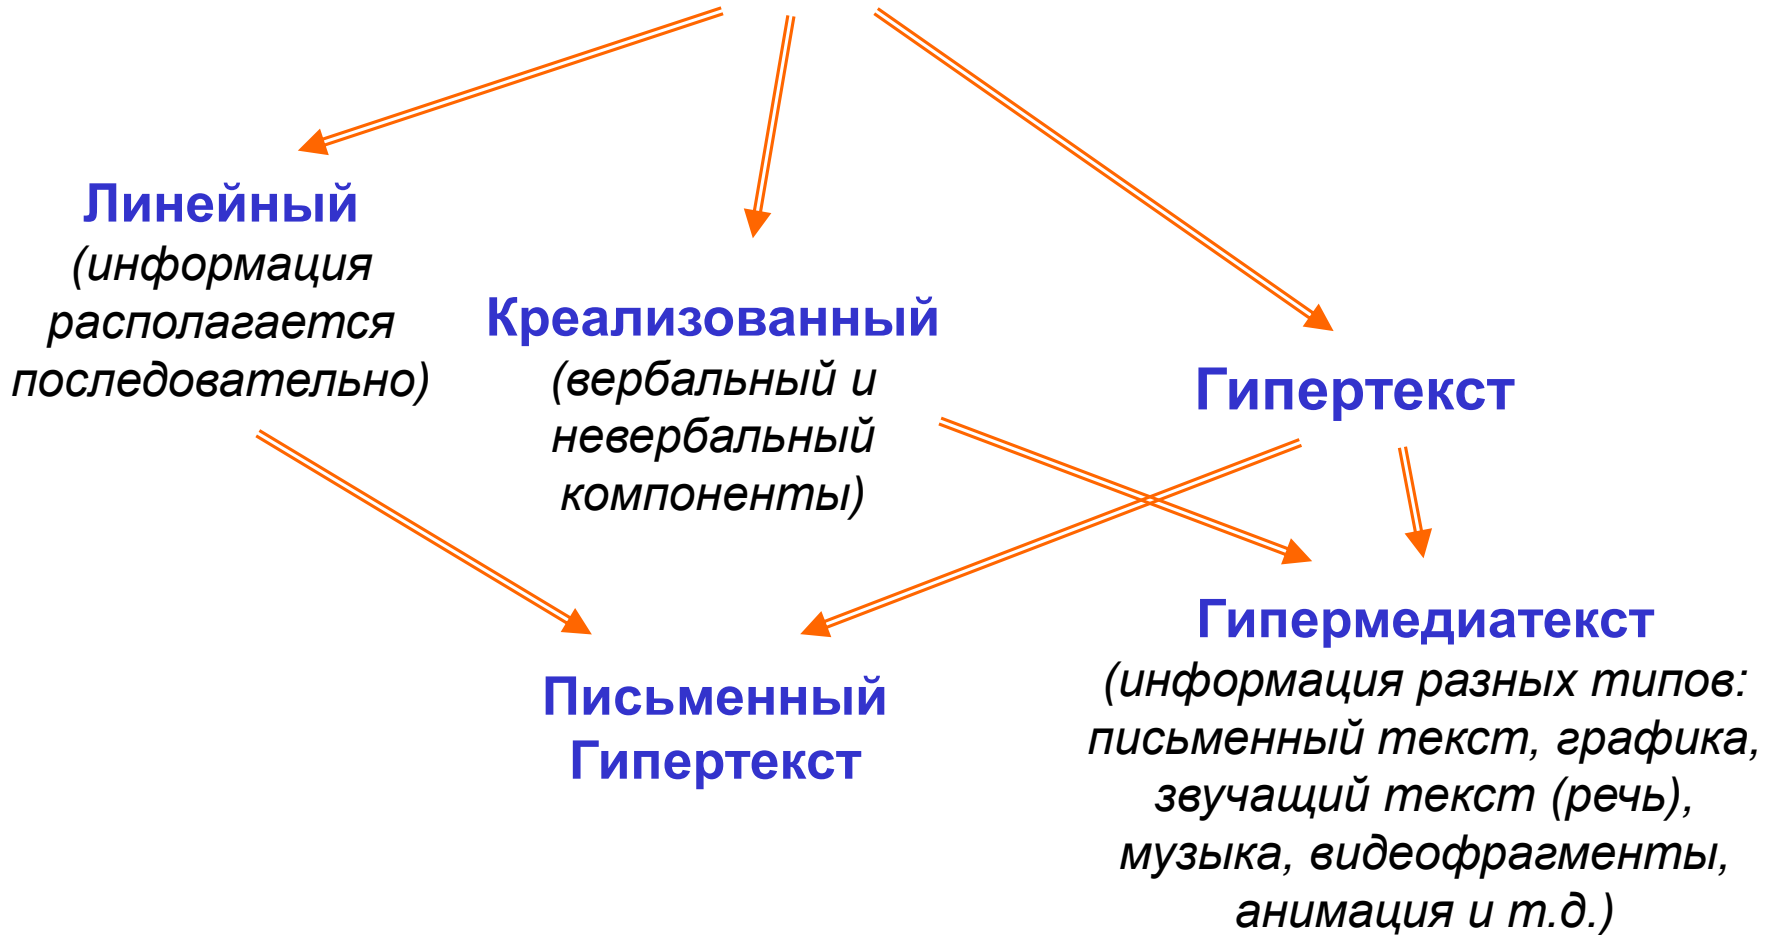 Линейный
(информация
располагается
последовательно)
Креализованный
(вербальный и
невербальный
компоненты)
Гипертекст
Письменный
Гипертекст
Гипермедиатекст
(информация разных типов:
письменный текст, графика,
звучащий текст (речь),
музыка, видеофрагменты,
анимация и т.д.)